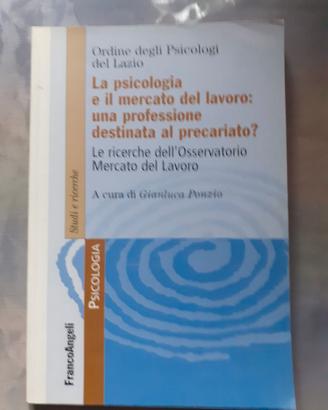 Ordine degli Psicologi
del Lazio
La psicologia
e il mercato del lavoro:
una professione
destinata al precariato?
Le ricerche dell'Osservatorio
Mercato del Lavoro
A cura di Gianluca Ponzio
Studi e ricerche
PSICOLOGIA
FrancoAngeli